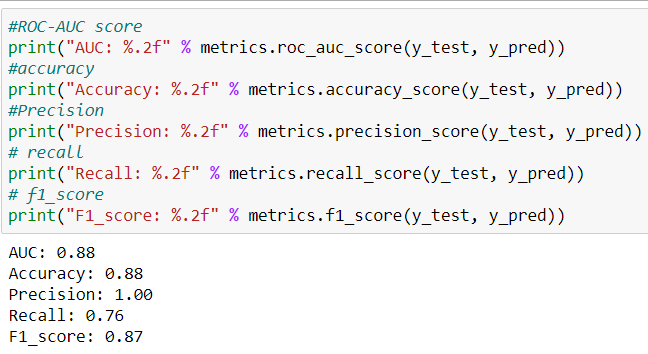 #ROC-AUC score
print("AUC: %.2f" % metrics.roc_auc_score(y_test, y_pred))
#accuracy
print("Accuracy: %.2f" % metrics.accuracy_score(y_test, y_pred))
#Precision
print("Precision: %.2f" % metrics.precision_score(y_test, y_pred))
# recall
print("Recall: %.2f" % metrics.recall_score(y_test, y_pred))
# f1_score
print("F1_score: %.2f" % metrics.f1_score(y_test, y_pred))
AUC: 0.88
Accuracy: 0.88
Precision: 1.00
Recall: 0.76
F1_score: 0.87